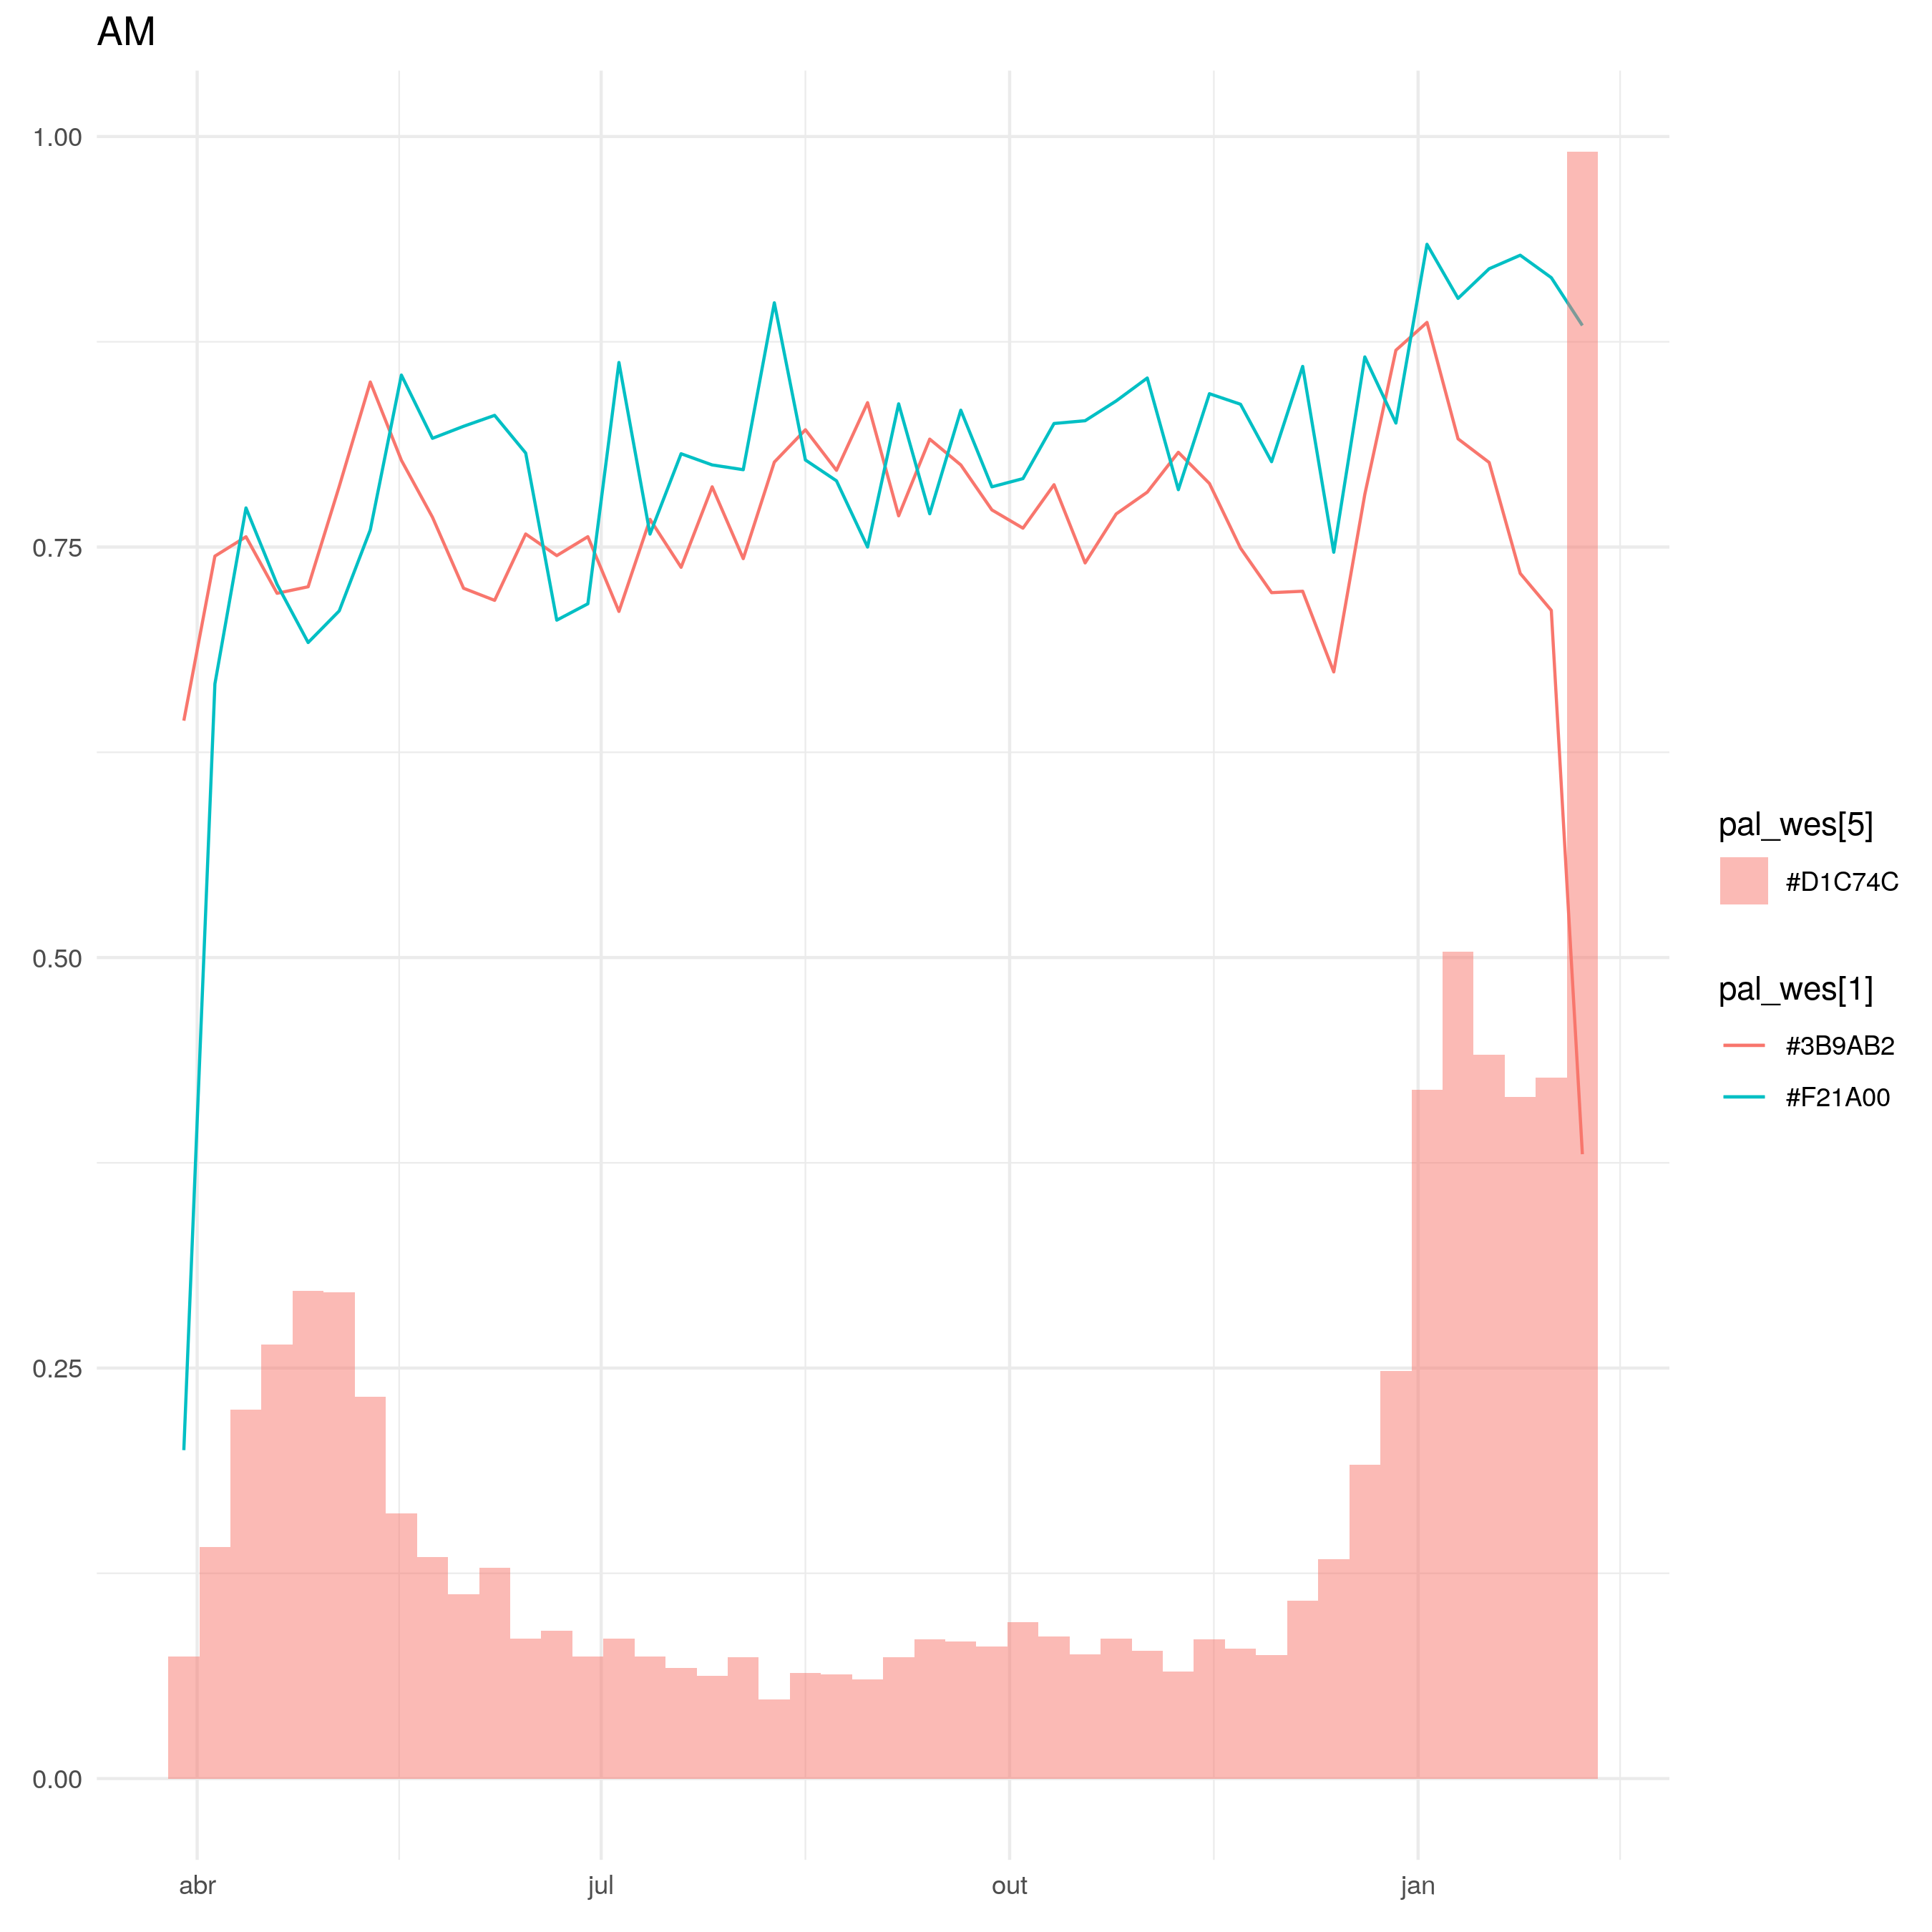 AM
1.00
0.75
0.50
0.25
0.00
abr
jul
out
jan
pal_wes[5]
#D1C74C
pal_wes[1]
#3B9AB2
#F21A00